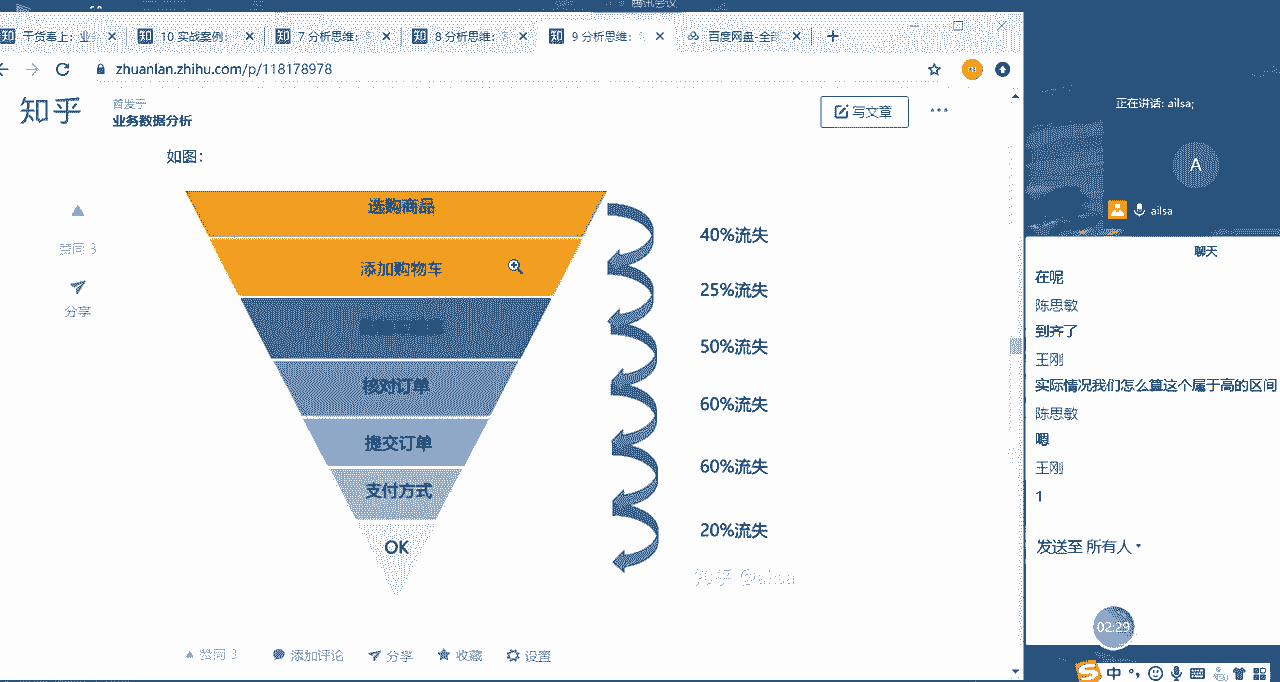 腾讯会议
干货奉上：业
10 实战案例：
7 分析思维：
8 分析思维：
9 分析思维：
百度网盘-全部
zhuanlan.zhihu.com/p/118178978
知乎
首发于
业务数据分析
写文章
如图：
赞同 3
分享
选购商品
添加购物车
核对订单
提交订单
支付方式
OK
40%流失
25%流失
50%流失
60%流失
60%流失
20%流失
知乎 @ailsa
赞同 3
添加评论
分享
收藏
设置
正在讲话: ailsa;
A
ailsa
聊天
在呢
陈思敏
到齐了
王刚
实际情况我们怎么算这个属于高的区间
陈思敏
嗯
王刚
1
发送至 所有人
02:29
中